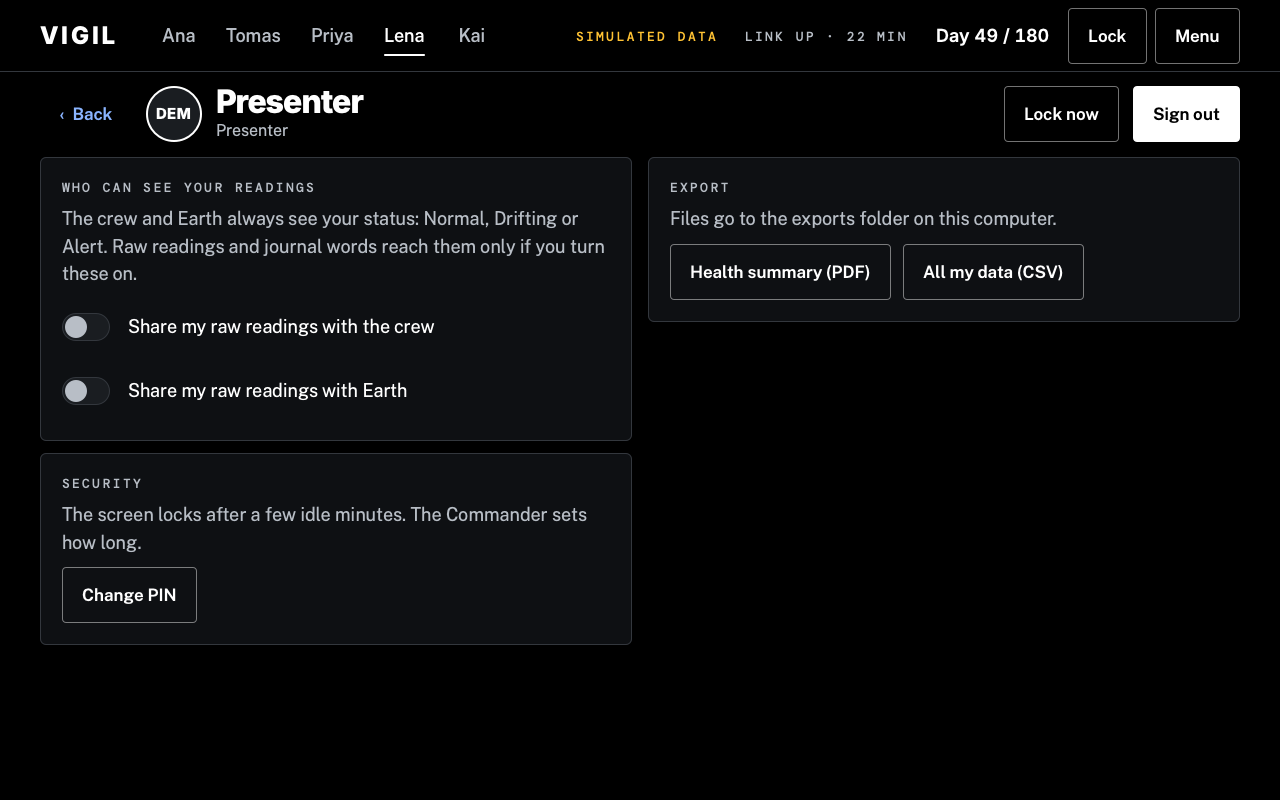 VIGIL
Ana
Tomas
Priya
Lena
Kai
SIMULATED DATA
LINK UP · 22 MIN
Day 49 / 180
Lock
Menu
‹ Back
DEM
Presenter
Presenter
Lock now
Sign out
WHO CAN SEE YOUR READINGS
The crew and Earth always see your status: Normal, Drifting or
Alert. Raw readings and journal words reach them only if you turn
these on.
Share my raw readings with the crew
Share my raw readings with Earth
SECURITY
The screen locks after a few idle minutes. The Commander sets
how long.
Change PIN
EXPORT
Files go to the exports folder on this computer.
Health summary (PDF)
All my data (CSV)